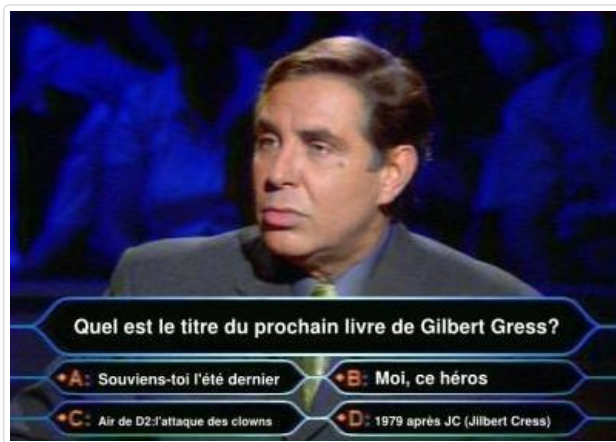 Quel est le titre du prochain livre de Gilbert Gress?
A: Souviens-toi l'été dernier
B: Moi, ce héros
C: Air de D2:l'attaque des clowns
D: 1979 après JC (Jilbert Cress)